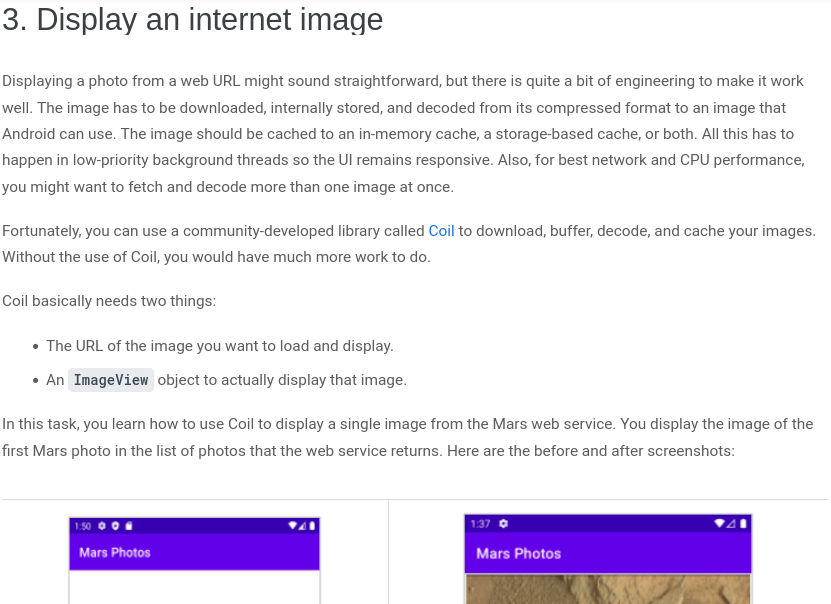 3. Display an internet image
Displaying a photo from a web URL might sound straightforward, but there is quite a bit of engineering to make it work
well. The image has to be downloaded, internally stored, and decoded from its compressed format to an image that
Android can use. The image should be cached to an in-memory cache, a storage-based cache, or both. All this has to
happen in low-priority background threads so the UI remains responsive. Also, for best network and CPU performance,
you might want to fetch and decode more than one image at once.
Fortunately, you can use a community-developed library called Coil to download, buffer, decode, and cache your images.
Without the use of Coil, you would have much more work to do.
Coil basically needs two things:
• The URL of the image you want to load and display.
• An ImageView object to actually display that image.
In this task, you learn how to use Coil to display a single image from the Mars web service. You display the image of the
first Mars photo in the list of photos that the web service returns. Here are the before and after screenshots:
1:50
Mars Photos
1:37
Mars Photos